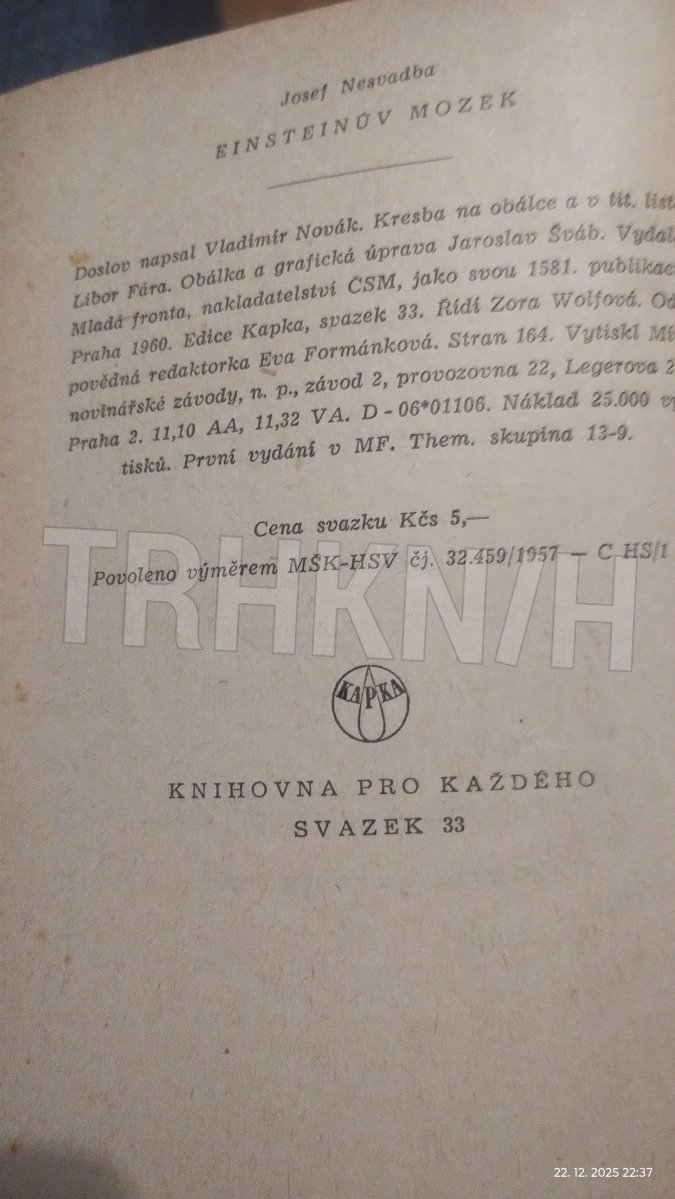 Josef Nesvadba
EINSTEINŮV MOZEK
Doslov napsal Vladimír Novák. Kresba na obálce a v tit. list
Libor Fára. Obálka a grafická úprava Jaroslav Šváb. Vydal
Mladá fronta, nakladatelství ČSM, jako svou 1581. publikac
Praha 1960. Edice Kapka, svazek 33. Řídí Zora Wolfová. Od
povědná redaktorka Eva Formánková. Stran 164. Vytiskl Mí
novinářské závody, n. p., závod 2, provozovna 22, Legerova 2
Praha 2. 11,10 AA, 11,32 VA. D - 06*01106. Náklad 25.000 vý
tisků. První vydání v MF. Them. skupina 13-9.
Cena svazku Kčs 5,—
Povoleno výměrem MŠK-HSV čj. 32.459/1957 — C HS/1
TRHKN/H
KAPKA
KNIHOVNA PRO KAŽDÉHO
SVAZEK 33
22. 12. 2025 22:37